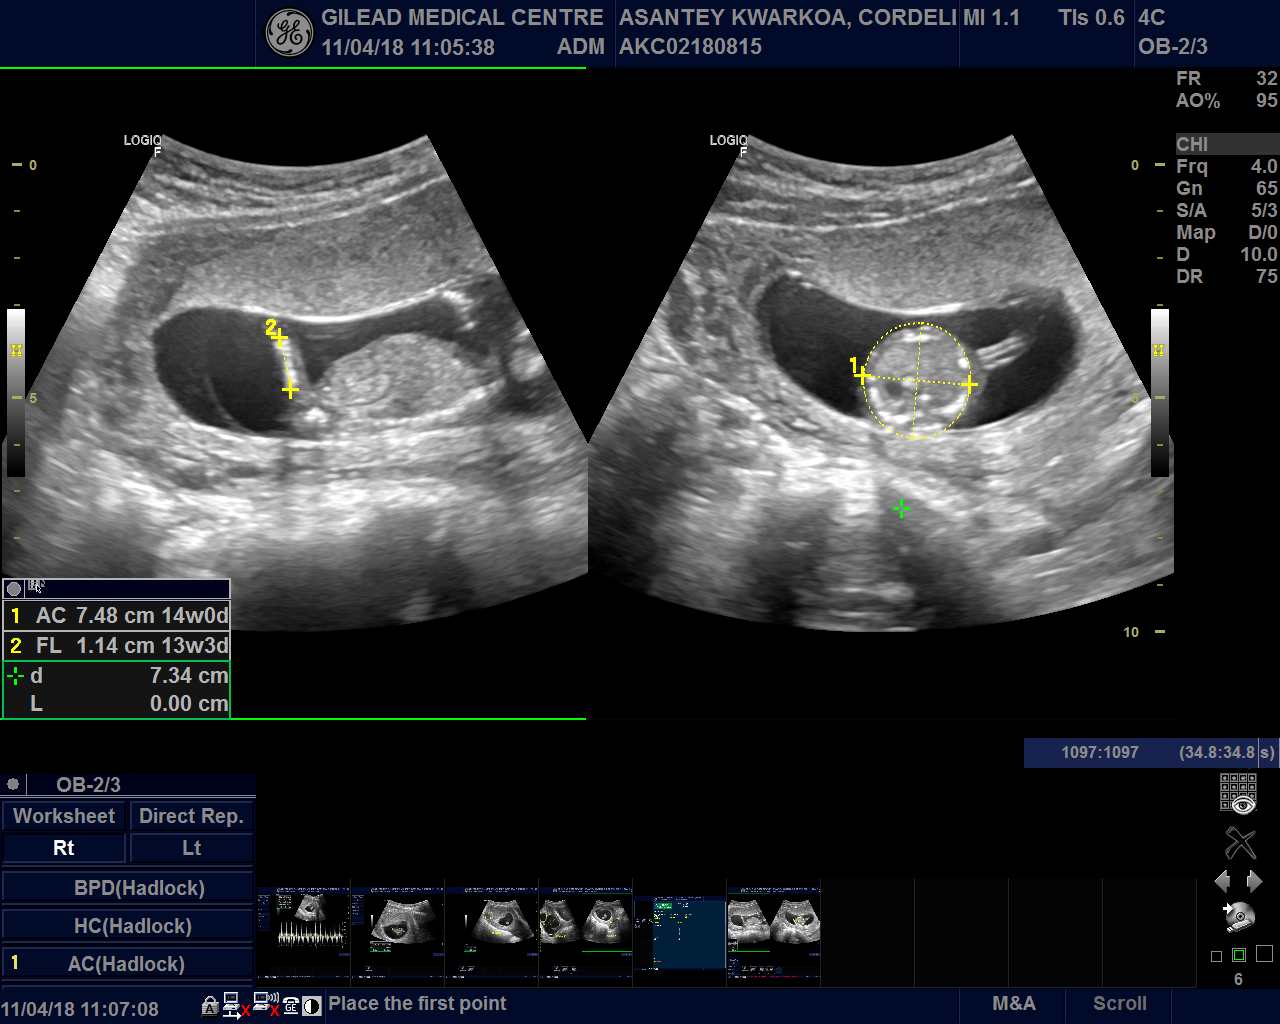 GILEAD MEDICAL CENTRE
11/04/18 11:05:38 ADM
ASANTEY KWARKOA, CORDELI
AKC02180815
MI 1.1 TIs 0.6
4C
OB-2/3
FR 32
AO% 95
CHI
Frq 4.0
Gn 65
S/A 5/3
Map D/0
D 10.0
DR 75
LOGIQ
F
LOGIQ
F
0
5
0
5
10
2
1
1 AC 7.48 cm 14w0d
2 FL 1.14 cm 13w3d
d 7.34 cm
L 0.00 cm
1097:1097 (34.8:34.8 s)
OB-2/3
Worksheet Direct Rep.
Rt Lt
BPD(Hadlock)
HC(Hadlock)
1 AC(Hadlock)
6
11/04/18 11:07:08
A
GE
Place the first point
M&A Scroll